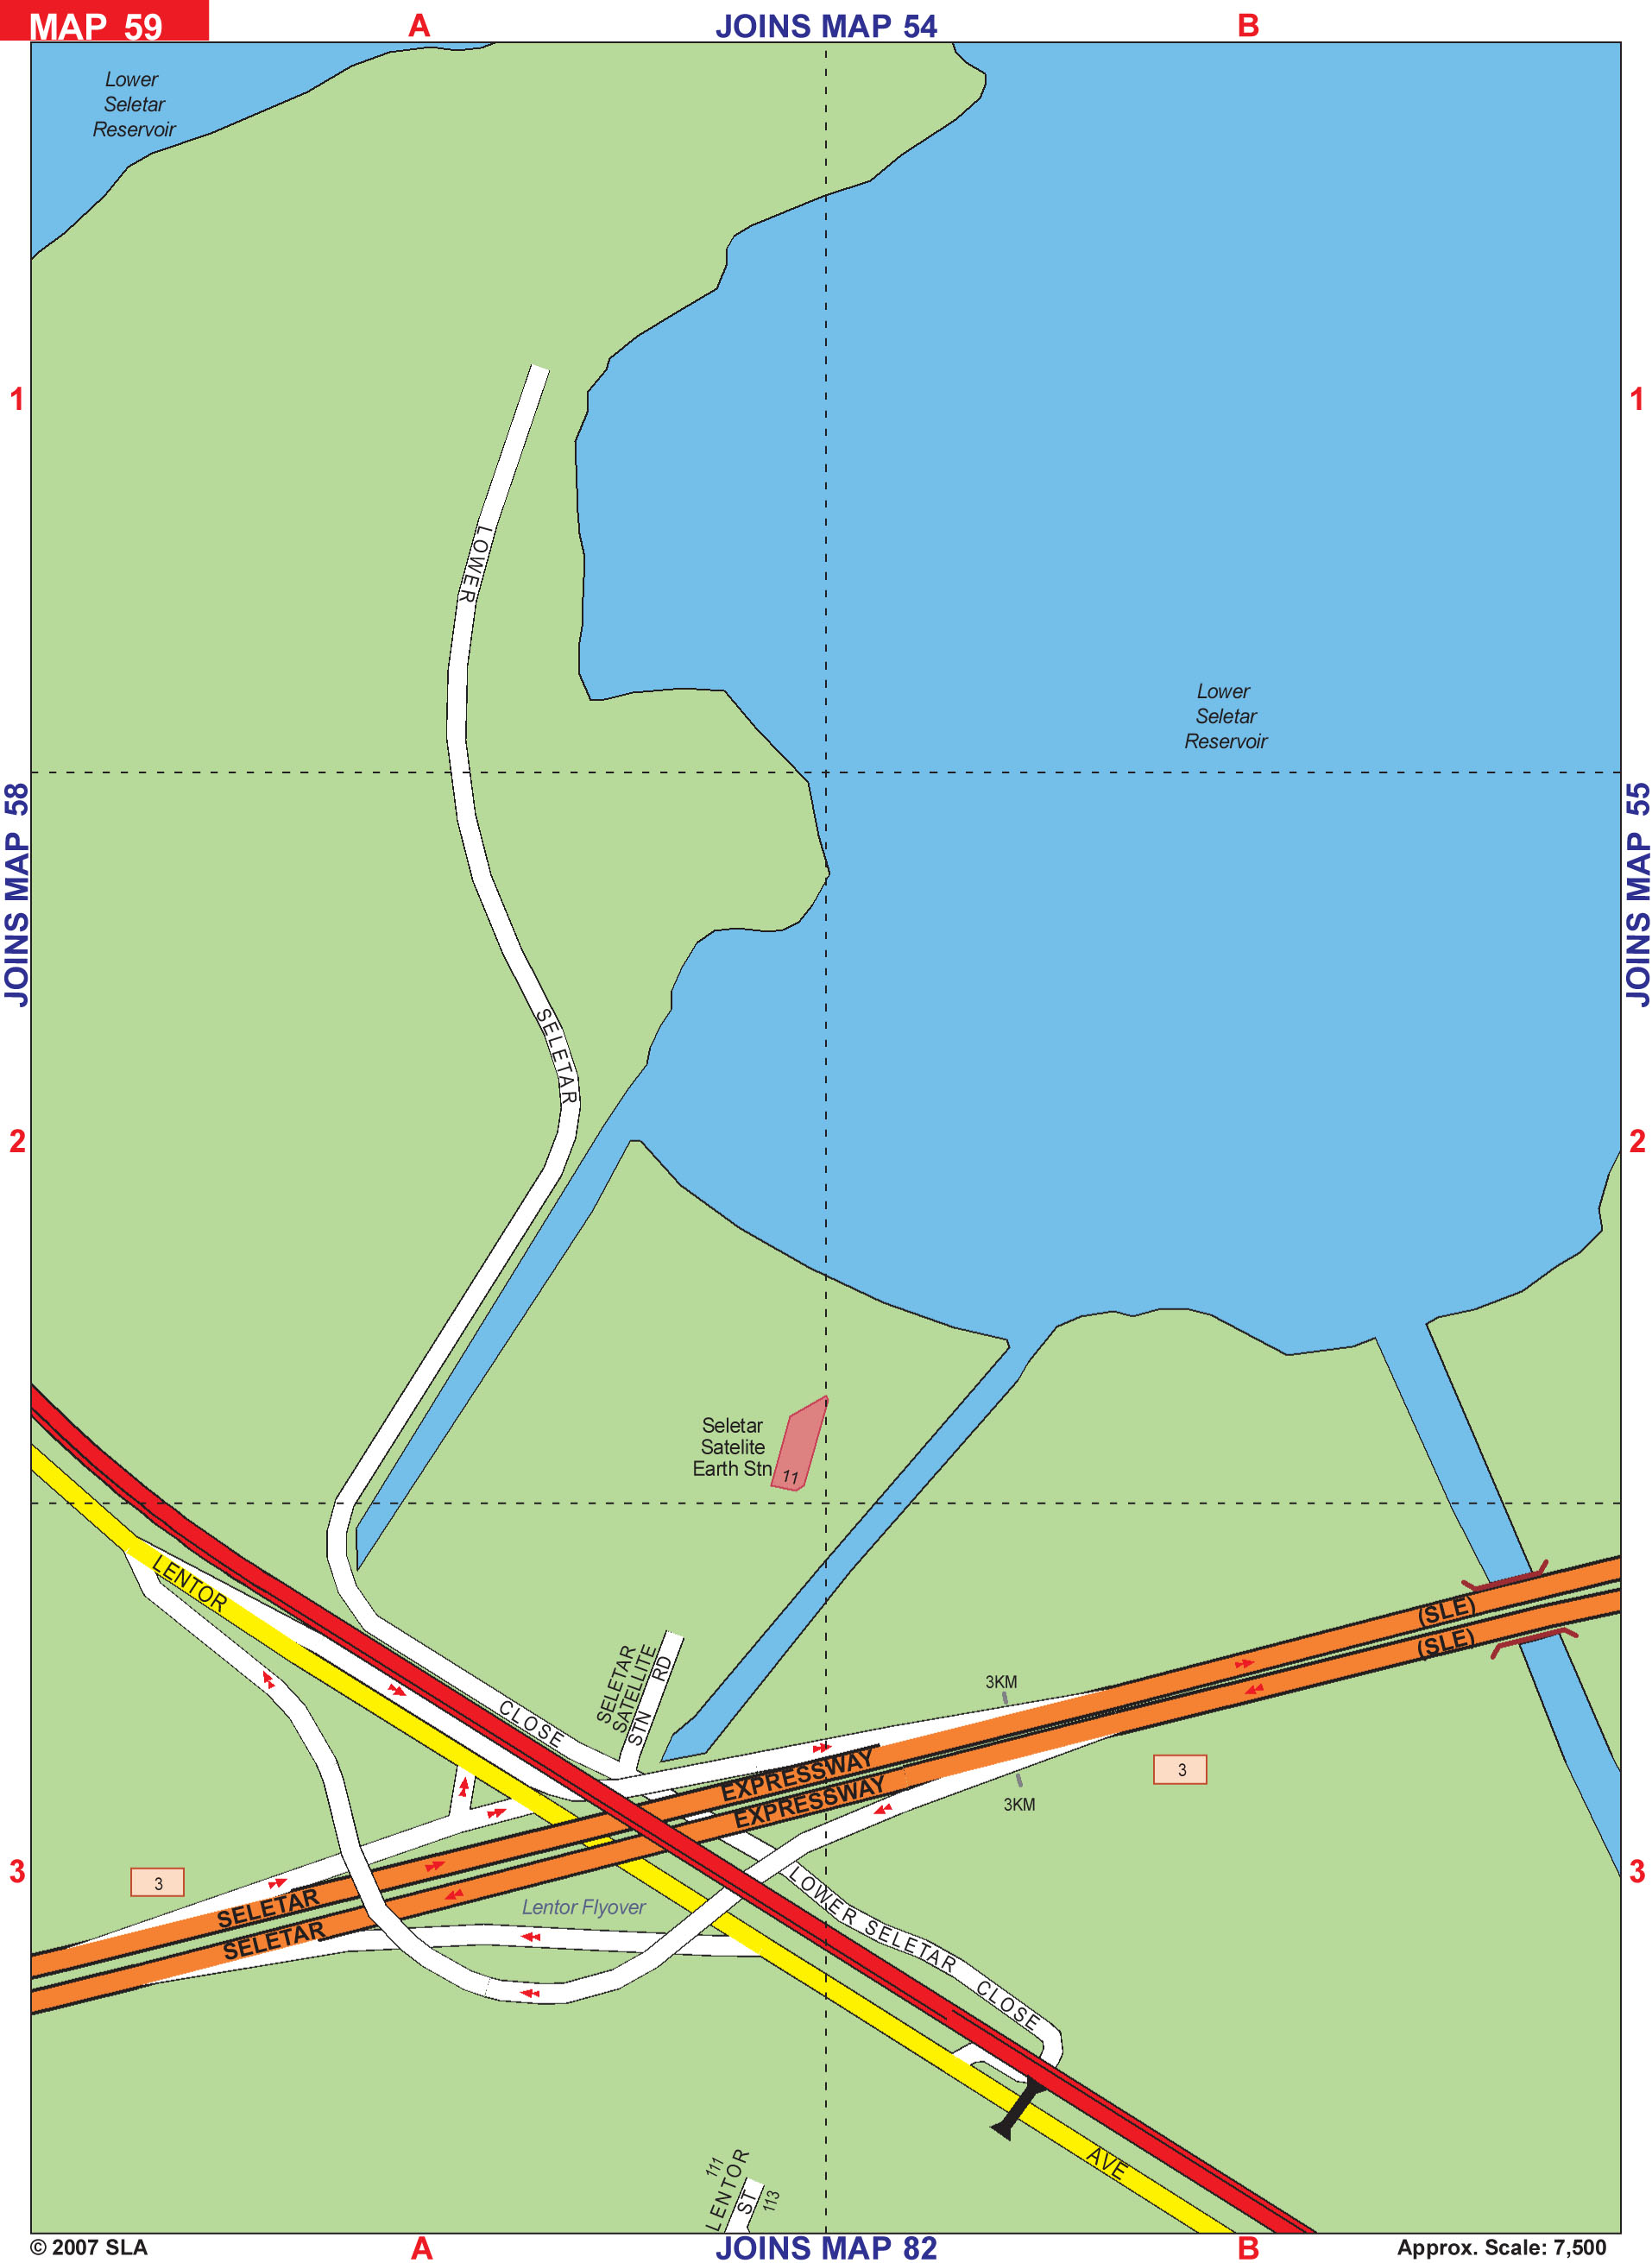 MAP 59
A
JOINS MAP 54
B
Lower
Seletar
Reservoir
1
1
LOWER
Lower
Seletar
Reservoir
JOINS MAP 58
JOINS MAP 55
SELETAR
2
2
Seletar
Satelite
Earth Stn
11
LENTOR
(SLE)
(SLE)
SELETAR
SATELLITE
STN RD
CLOSE
3KM
EXPRESSWAY
EXPRESSWAY
3
3KM
3
3
3
SELETAR
SELETAR
Lentor Flyover
LOWER SELETAR CLOSE
AVE
111
LENTOR
ST
113
© 2007 SLA
A
JOINS MAP 82
B
Approx. Scale: 7,500